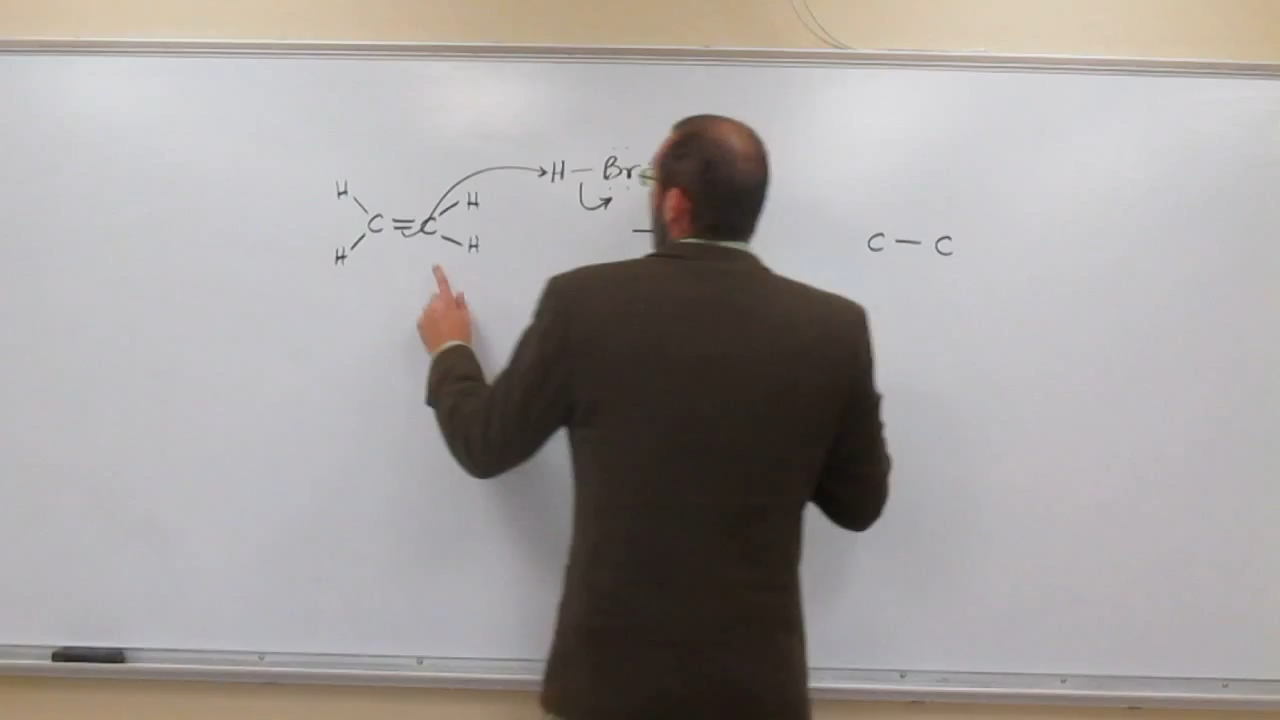 H – Br
H H
C = C
H H
C – C